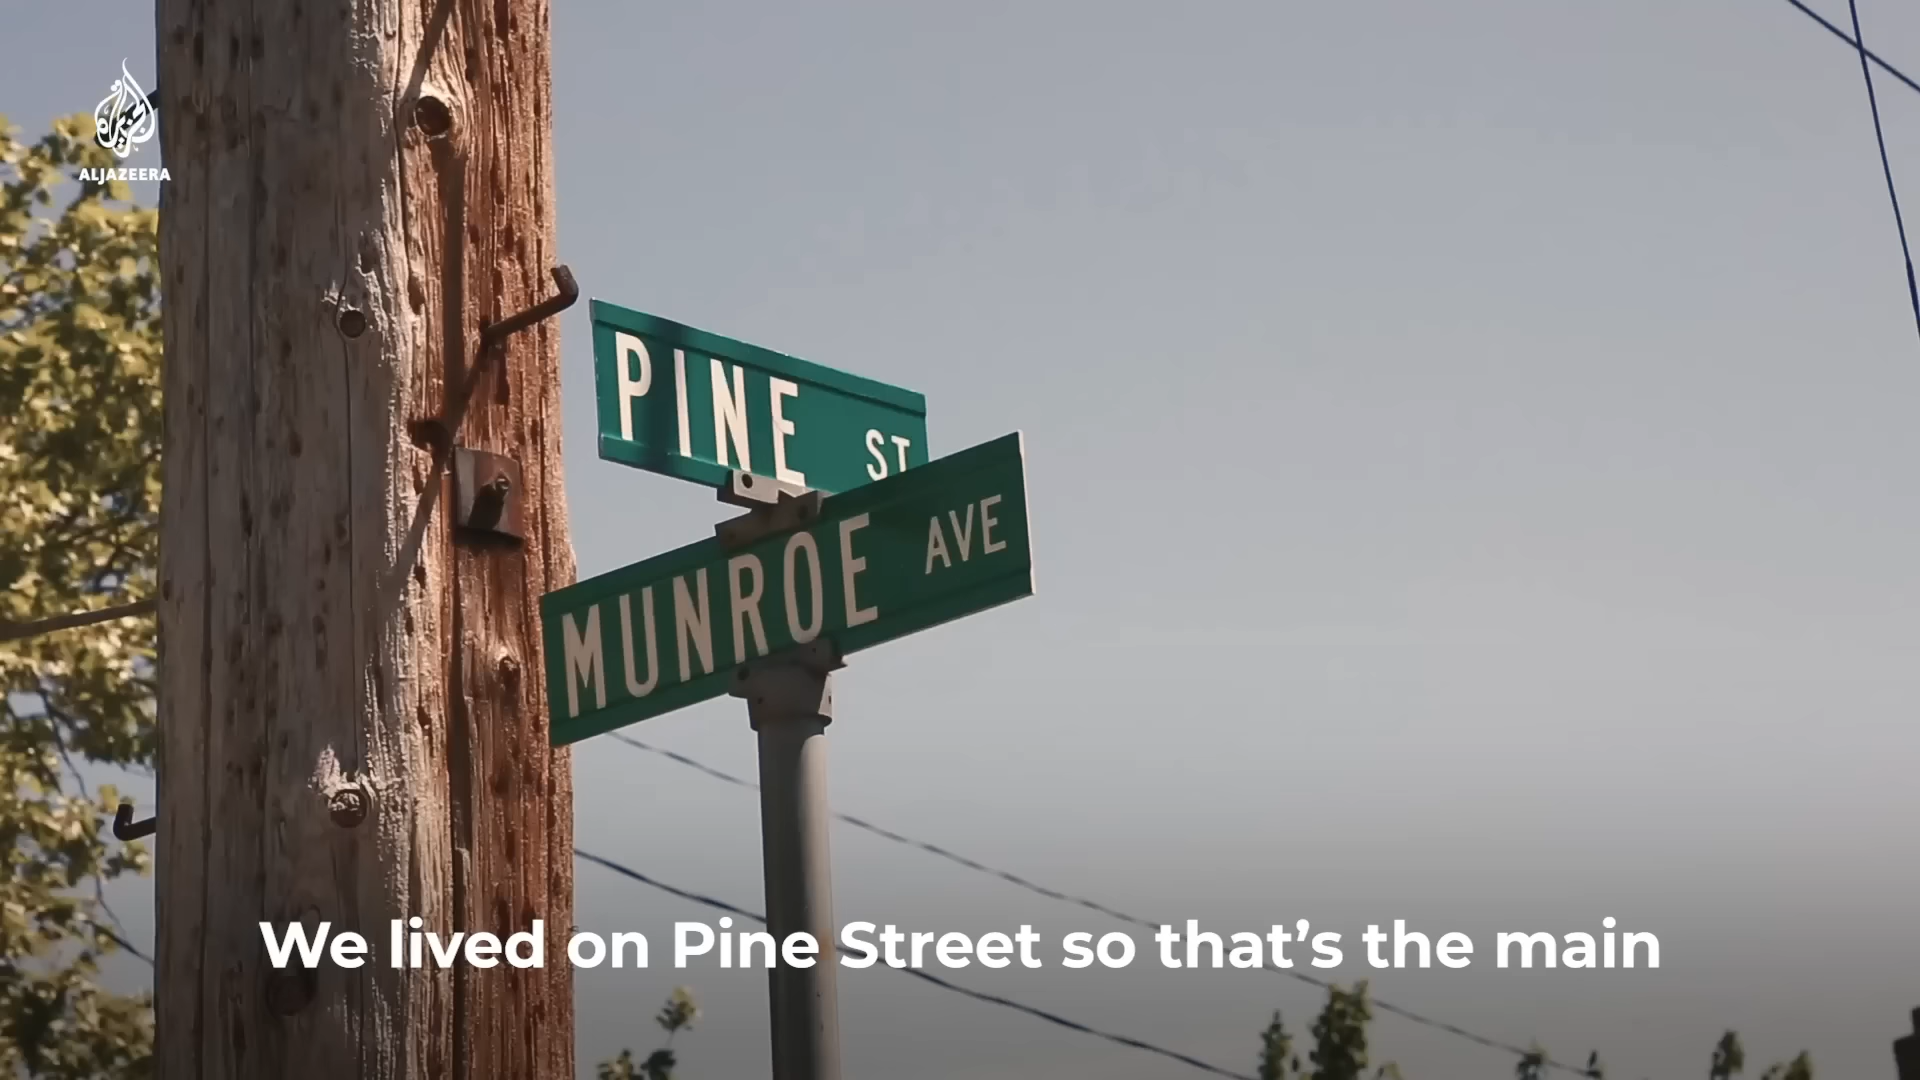 ALJAZEERA
PINE ST
MUNROE AVE
We lived on Pine Street so that's the main